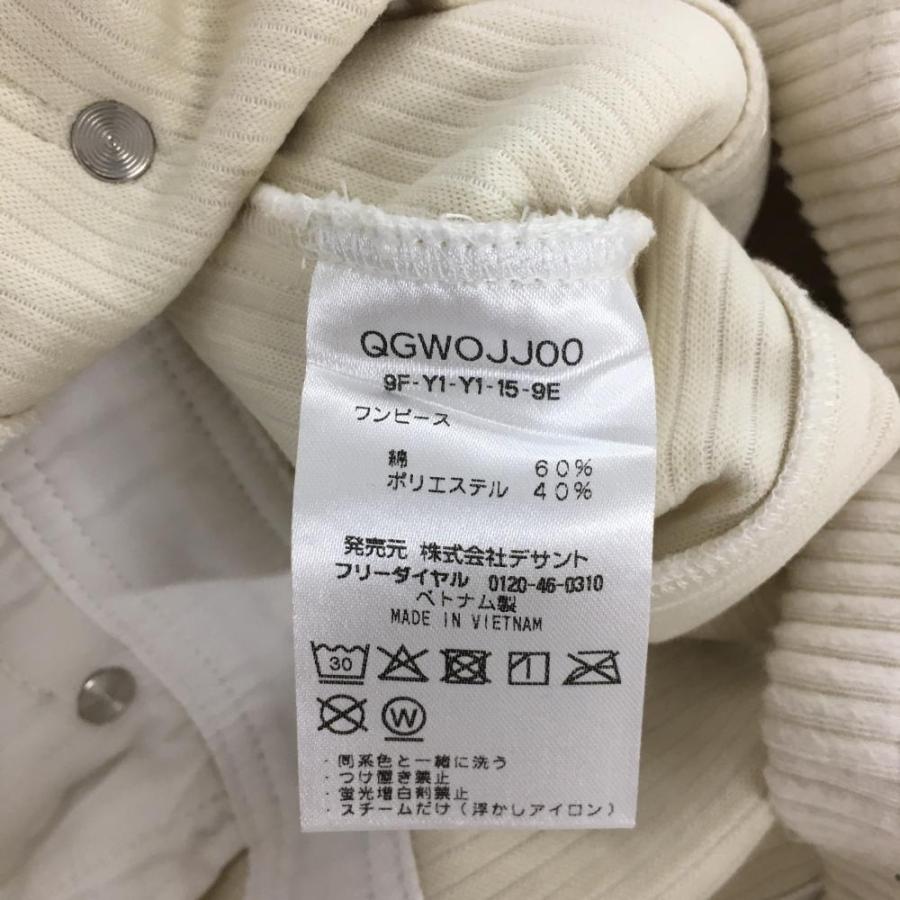 QGWOJJ00
9F-Y1-Y1-15-9E
ワンピース
綿 60%
ポリエステル 40%
発売元 株式会社デサント
フリーダイヤル 0120-46-0310
ベトナム製
MADE IN VIETNAM
30
W
・同系色と一緒に洗う
・つけ置き禁止
・蛍光増白剤禁止
・スチームだけ（浮かしアイロン）